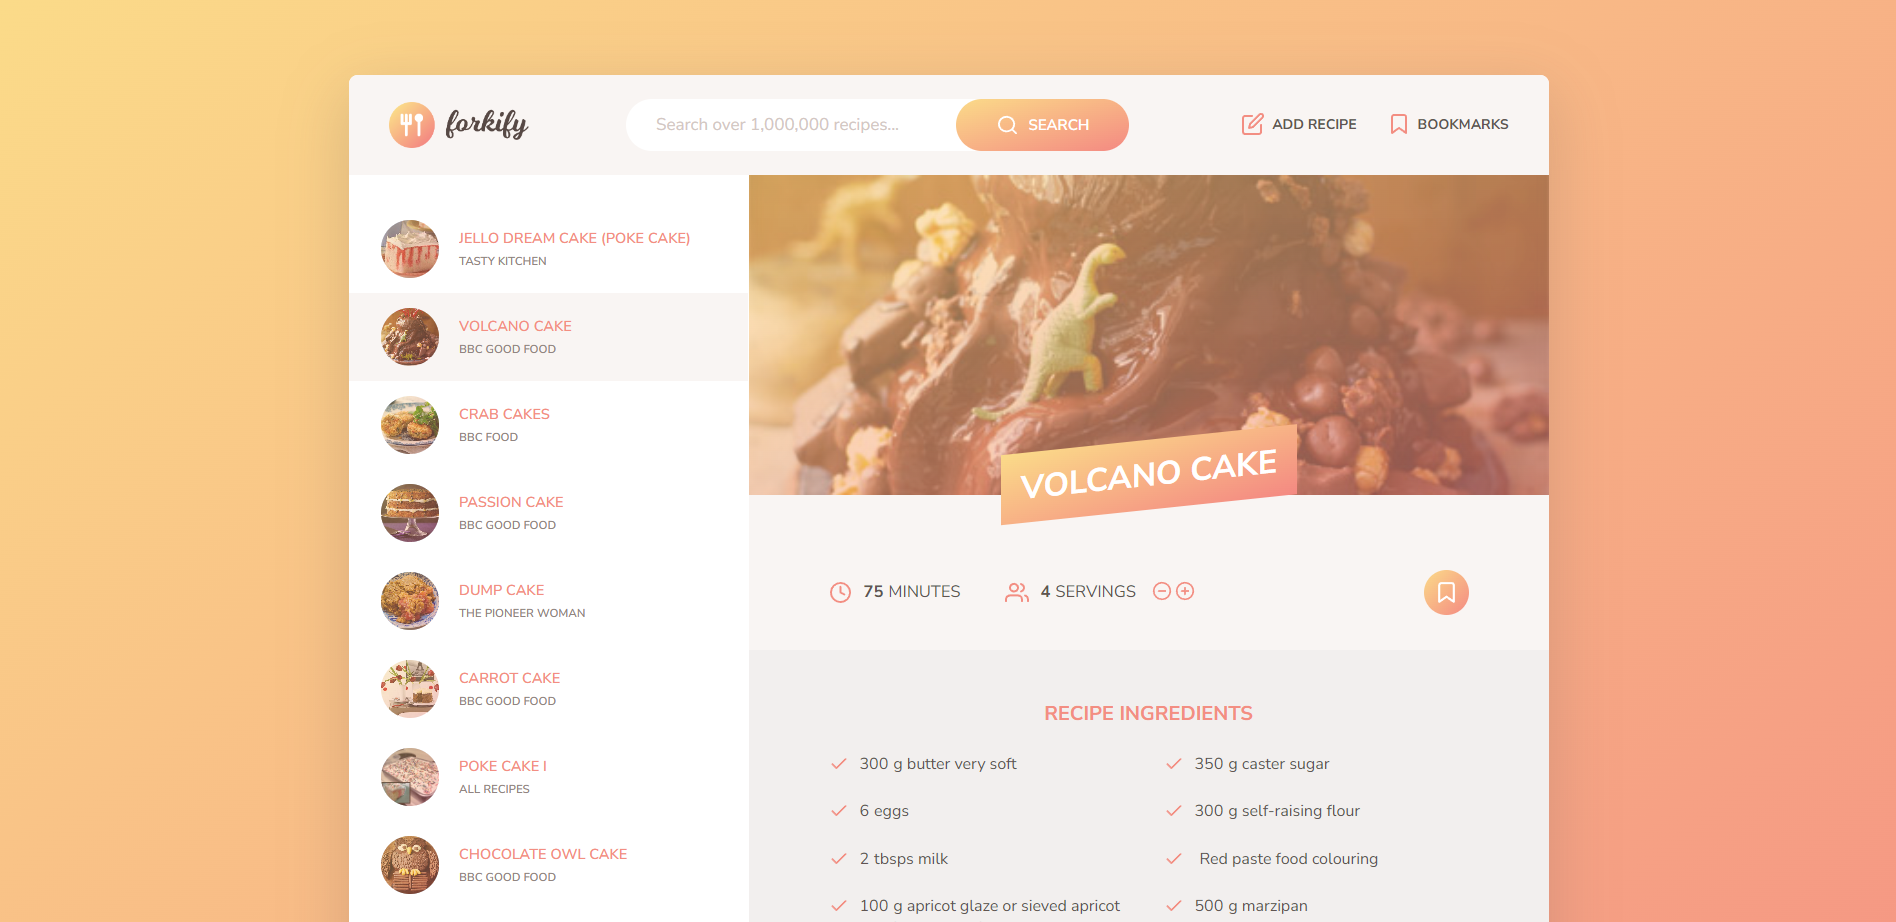 forkify
Search over 1,000,000 recipes...
SEARCH
ADD RECIPE
BOOKMARKS
JELLO DREAM CAKE (POKE CAKE)
TASTY KITCHEN
VOLCANO CAKE
BBC GOOD FOOD
CRAB CAKES
BBC FOOD
PASSION CAKE
BBC GOOD FOOD
DUMP CAKE
THE PIONEER WOMAN
CARROT CAKE
BBC GOOD FOOD
POKE CAKE I
ALL RECIPES
CHOCOLATE OWL CAKE
BBC GOOD FOOD
VOLCANO CAKE
75 MINUTES
4 SERVINGS
RECIPE INGREDIENTS
300 g butter very soft
350 g caster sugar
6 eggs
300 g self-raising flour
2 tbsps milk
Red paste food colouring
100 g apricot glaze or sieved apricot
500 g marzipan